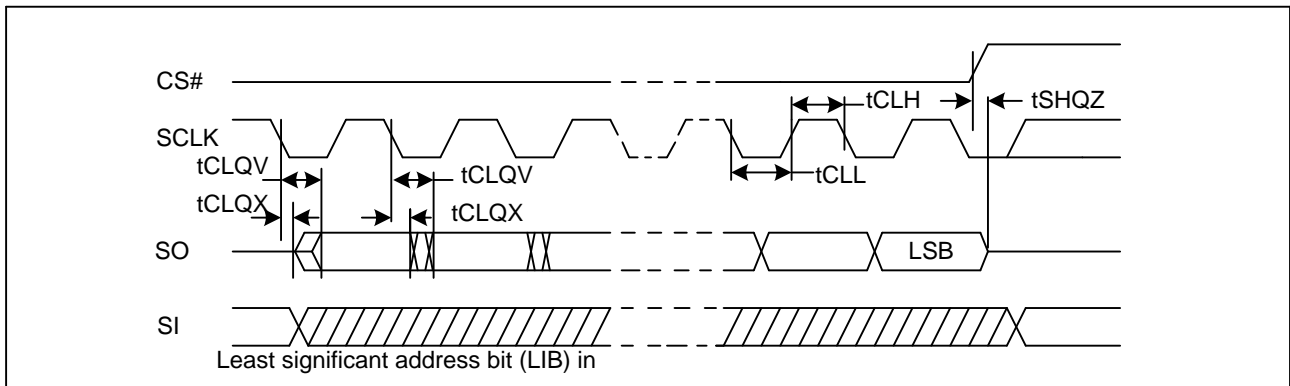 CS#
tCLH
tSHQZ
SCLK
tCLQV
tCLQV
tCLL
tCLQX
tCLQX
SO
LSB
SI
Least significant address bit (LIB) in